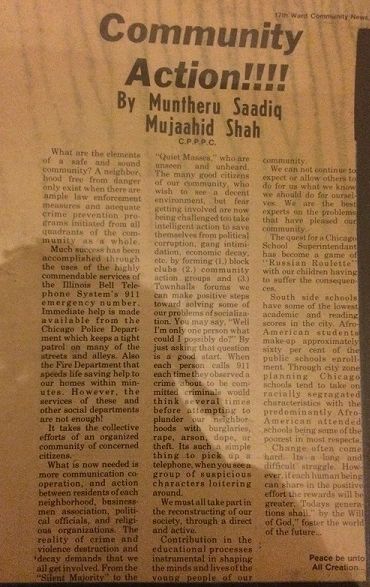 17th Ward Community News
Community
Action!!!!
By Muntheru Saadiq
Mujaahid Shah
C.P.P.C.
What are the elements
of a safe and sound
community? A neighbor-
hood free from danger
only exist when there are
ample law enforcement
measures and adequate
crime prevention pro-
grams initiated from all
quadrants of the com-
munity as a whole.
Much success has been
accomplished through
the uses of the highly
commendable services of
the Illinois Bell Tele-
phone System's 911
emergency number.
Immediate help is made
available from the
Chicago Police Depart-
ment which keeps a tight
patrol on many of the
streets and alleys. Also
the Fire Department that
speeds life saving help to
our homes within min-
utes. However, the
services of these and
other social departments
are not enough!
It takes the collective
efforts of an organized
community of concerned
citizens.
What is now needed is
more communication co-
operation, and action
between residents of each
neighborhood, business-
men association, politi-
cal officials, and reli-
gious organizations. The
reality of crime and
violence destruction and
decay demands that we
all get involved. From the
"Silent Majority" to the
"Quiet Masses," who are
unseen and unheard.
The many good citizens
of our community, who
wish to see a decent
environment, but fear
getting involved are now
being challenged to take
intelligent action to save
themselves from political
corruption, gang intimi-
dation, economic decay,
etc. by forming (1.) block
clubs (2.) community
action groups and (3.)
Townhalls forums we
can make positive steps
toward solving some of
our problems of socializa-
tion. You may say, "Well
I'm only one person what
could I possibly do?" By
just asking that question
is a good start. When
each person calls 911
each time they observed a
crime about to be com-
mitted criminals would
think several times
before attempting to
plunder our neighbor-
hoods with burglaries,
rape, arson, dope, or
theft. Its such a simple
thing to pick up a
telephone, when you see a
group of suspicious
characters loitering
around.
We must all take part in
the reconstructing of our
society, through a direct
and active.
Contribution in the
educational processes
instrumental in shaping
the minds and lives of the
young people of our
community.
We can not continue to
expect or allow others to
do for us what we know
we should do for oursel-
ves. We are the best
experts on the problems
that have pleased our
community.
The quest for a Chicago
School Superintendant
has become a game of
"Russian Roulette"
with our children having
to suffer the consequen-
ces.
South side schools
have some of the lowest
academic and reading
scores in the city. Afro-
American students
make-up approximately
sixty per cent of the
public schools enroll-
ment. Through city zone
planning Chicago
schools tend to take on
racially segragated
characteristics with the
predominantly Afro-
American attended
schools being some of the
poorest in most respects.
Change often come
hard. Its a long and
difficult struggle. How-
ever, if each human being
can share in the positive
effort the rewards will be
greater. Todays genera-
tions shall, "by the Will
of God," foster the world
of the future...
Peace be unto
All Creation...